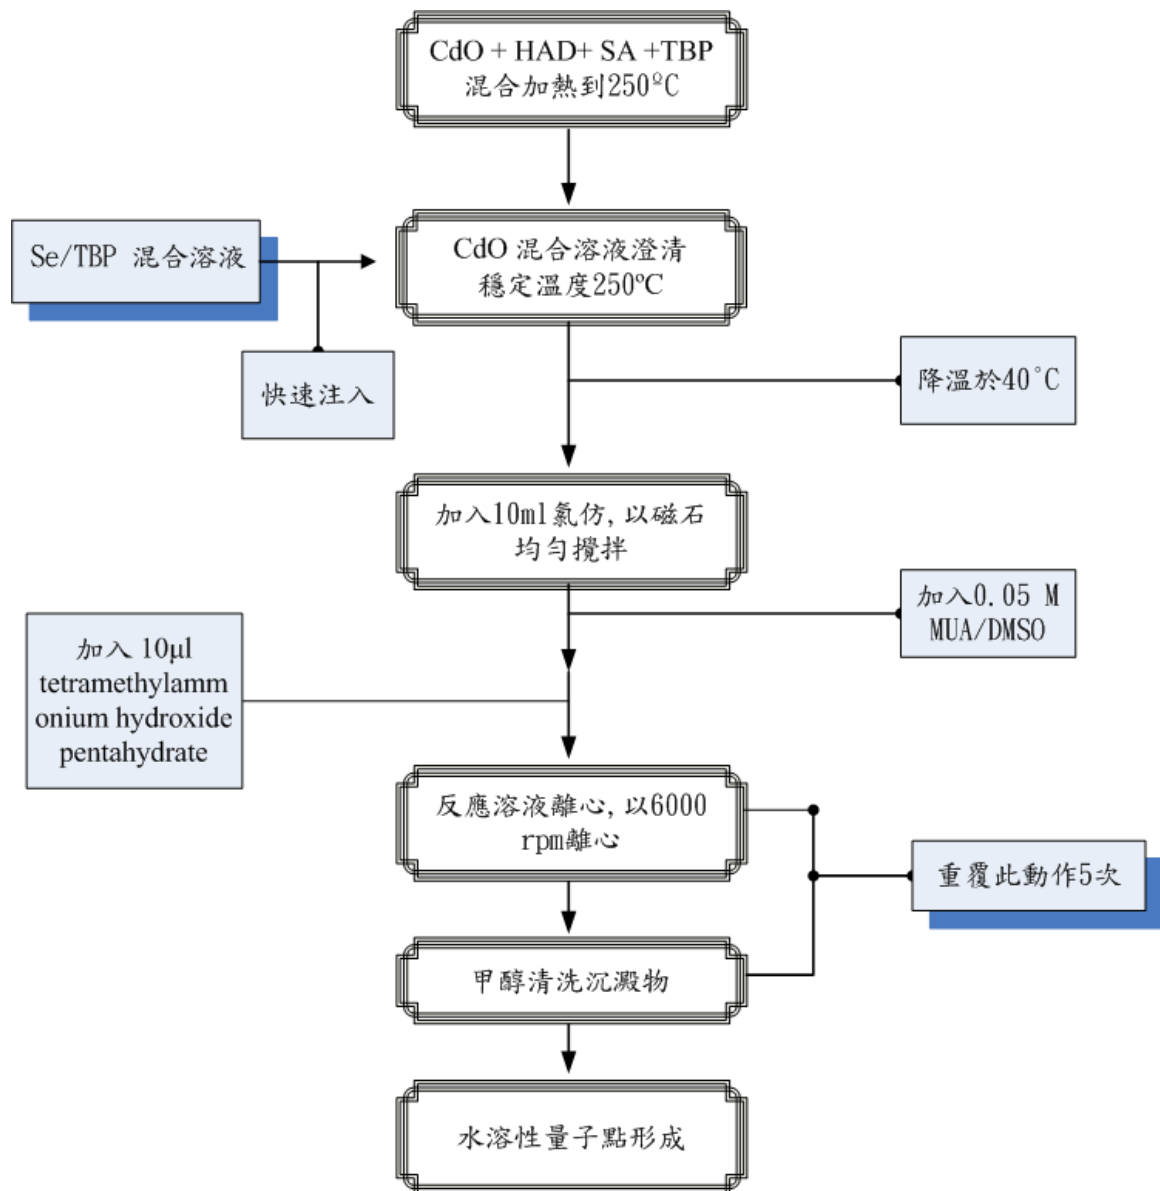 CdO + HAD+ SA +TBP
混合加熱到250ºC
Se/TBP 混合溶液
CdO 混合溶液澄清
穩定溫度250ºC
快速注入
降溫於40°C
加入10ml氯仿, 以磁石
均勻攪拌
加入0.05 M
MUA/DMSO
加入 10μl
tetramethylamm
onium hydroxide
pentahydrate
反應溶液離心, 以6000
rpm離心
重覆此動作5次
甲醇清洗沉澱物
水溶性量子點形成